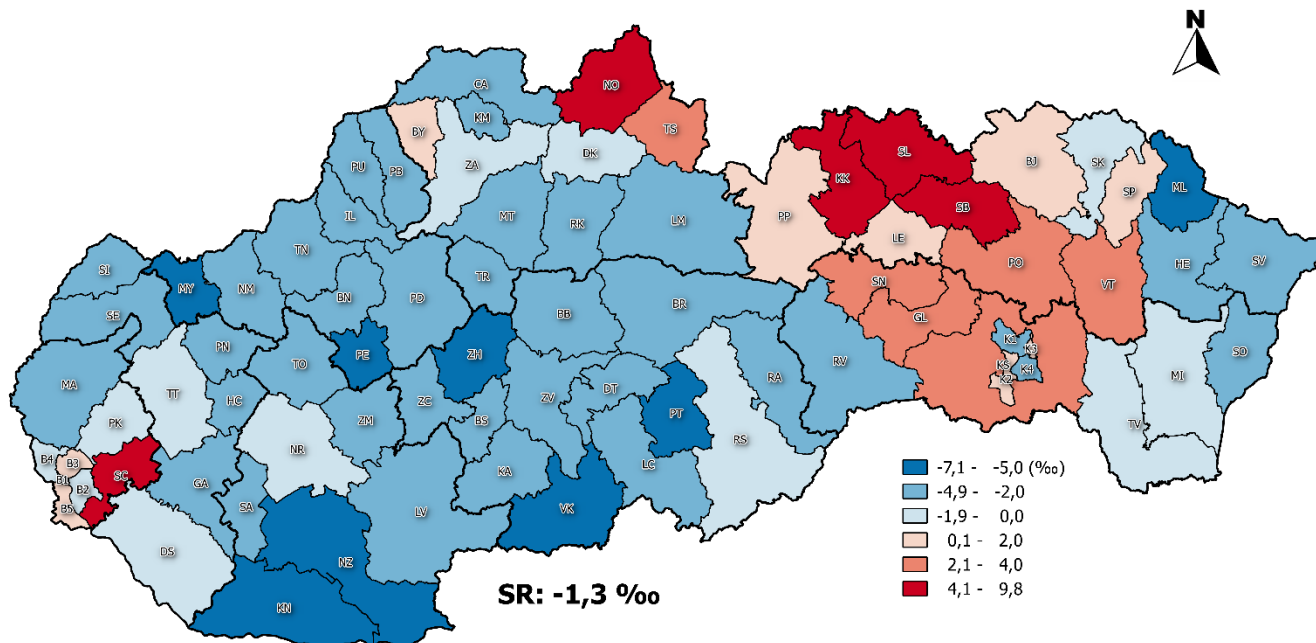 N
NO
CA
KM
TS
BY
DK
ZA
PU
PB
IL
SL
KK
BJ
SK
SP
ML
SB
PP
LE
MT
RK
LM
TN
SI
MY
NM
TR
BN
PD
PO
VT
HE
SV
SN
GL
SE
BB
BR
K1
K3
KS
K4
K2
PN
TO
PE
ZH
RV
SO
MA
TT
HC
ZM
ZC
BS
ZV
DT
PT
RA
MI
TV
PK
NR
RS
B4
B3
SC
B1
B2
B5
GA
SA
LV
KA
LC
VK
DS
NZ
KN
-7,1 - -5,0 (‰)
-4,9 - -2,0
-1,9 - 0,0
0,1 - 2,0
2,1 - 4,0
4,1 - 9,8
SR: -1,3 ‰